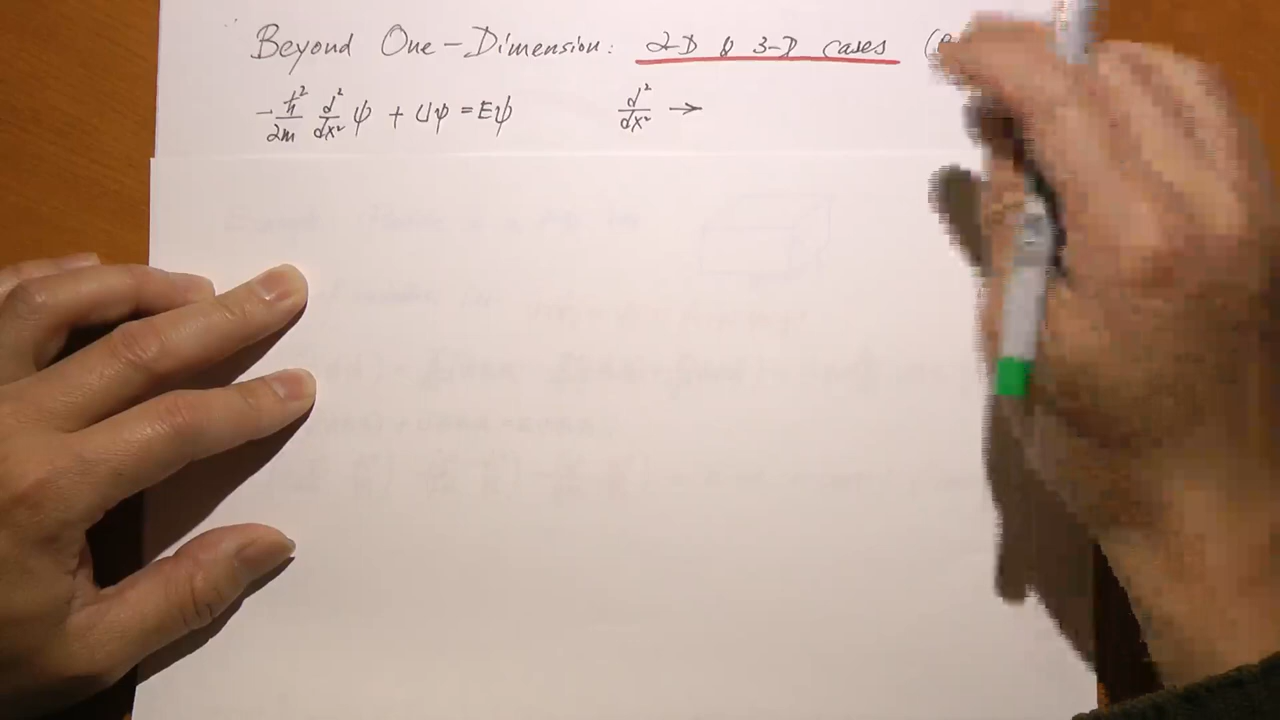 Beyond One-Dimension: 2-D & 3-D cases (
-ħ²/2m d²/dx² ψ + Uψ = Eψ d²/dx² →